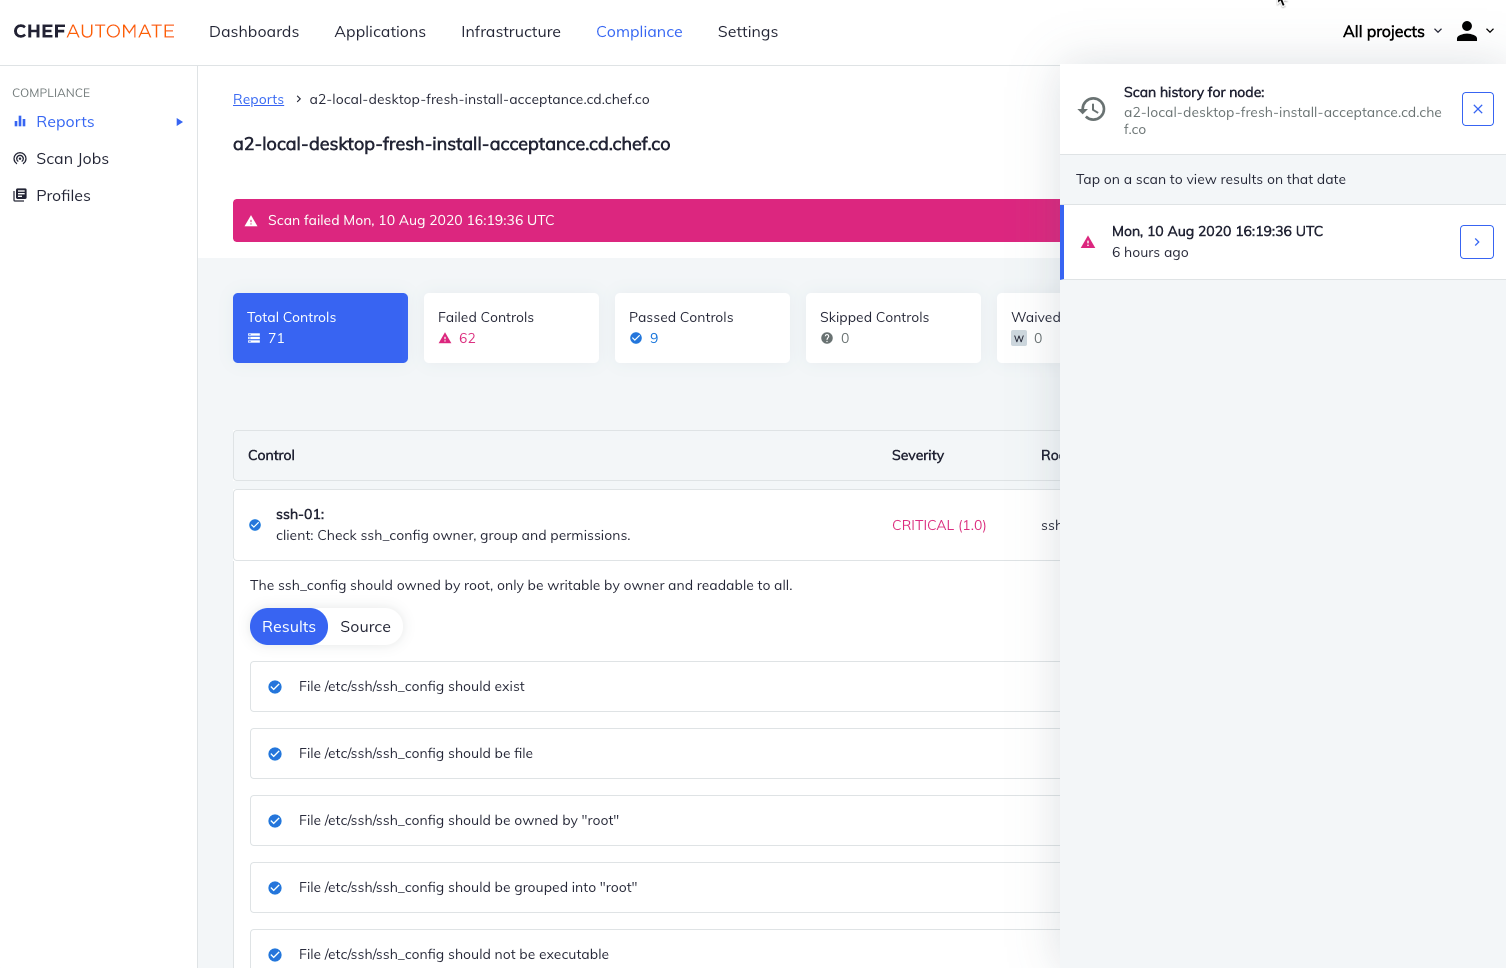 CHEFAUTOMATE
Dashboards
Applications
Infrastructure
Compliance
Settings
All projects
COMPLIANCE
Reports
Scan Jobs
Profiles
Reports > a2-local-desktop-fresh-install-acceptance.cd.chef.co
a2-local-desktop-fresh-install-acceptance.cd.chef.co
Scan failed Mon, 10 Aug 2020 16:19:36 UTC
Total Controls
71
Failed Controls
62
Passed Controls
9
Skipped Controls
0
Waived
W 0
Control
Severity
ssh-01:
client: Check ssh_config owner, group and permissions.
CRITICAL (1.0)
ssh
The ssh_config should owned by root, only be writable by owner and readable to all.
Results
Source
File /etc/ssh/ssh_config should exist
File /etc/ssh/ssh_config should be file
File /etc/ssh/ssh_config should be owned by "root"
File /etc/ssh/ssh_config should be grouped into "root"
File /etc/ssh/ssh_config should not be executable
Scan history for node:
a2-local-desktop-fresh-install-acceptance.cd.che
f.co
Tap on a scan to view results on that date
Mon, 10 Aug 2020 16:19:36 UTC
6 hours ago